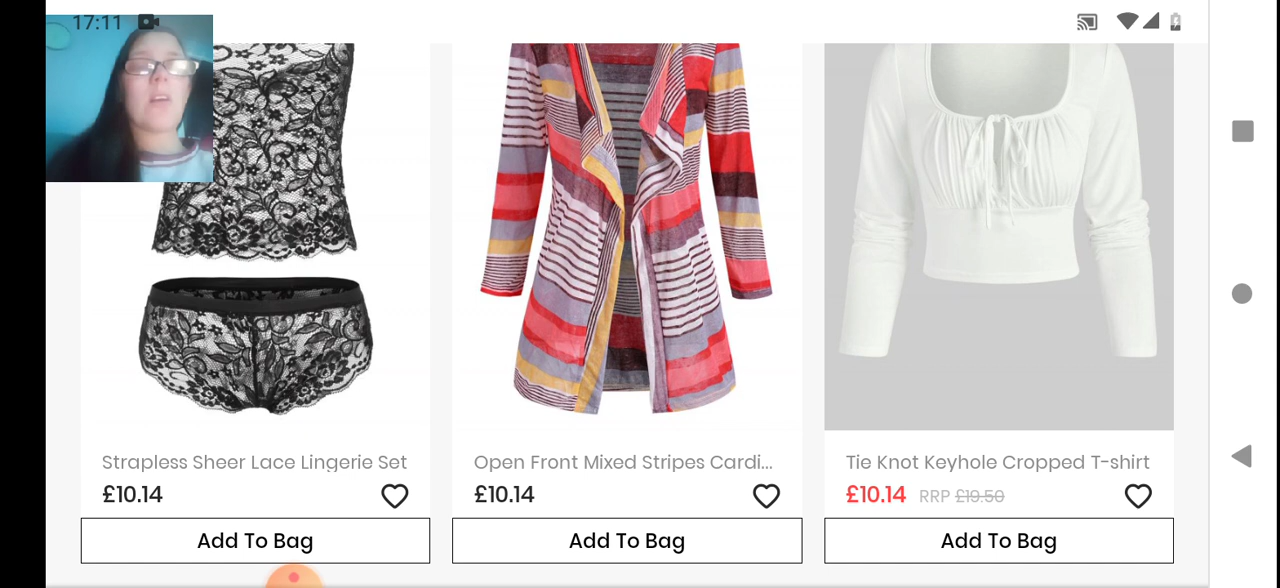 17:11
Strapless Sheer Lace Lingerie Set
£10.14
Add To Bag
Open Front Mixed Stripes Cardi...
£10.14
Add To Bag
Tie Knot Keyhole Cropped T-shirt
£10.14 RRP £19.50
Add To Bag